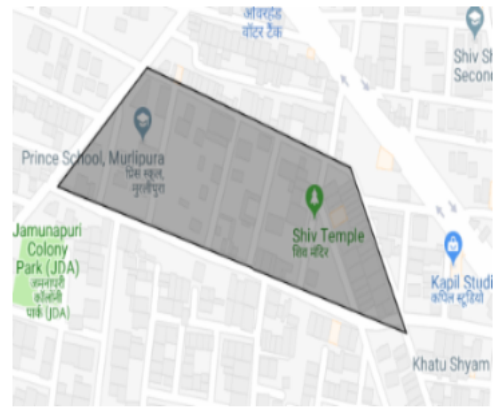 ओवरहेड
वॉटर टैंक
Shiv Sh
Second
Prince School, Murlipura
प्रिंस स्कूल,
मुरलीपुरा
Shiv Temple
शिव मंदिर
Jamunapuri
Colony
Park (JDA)
जमनापुरी
कॉलोनी
पार्क (JDA)
Kapil Studi
कपिल स्टूडियो
Khatu Shyam